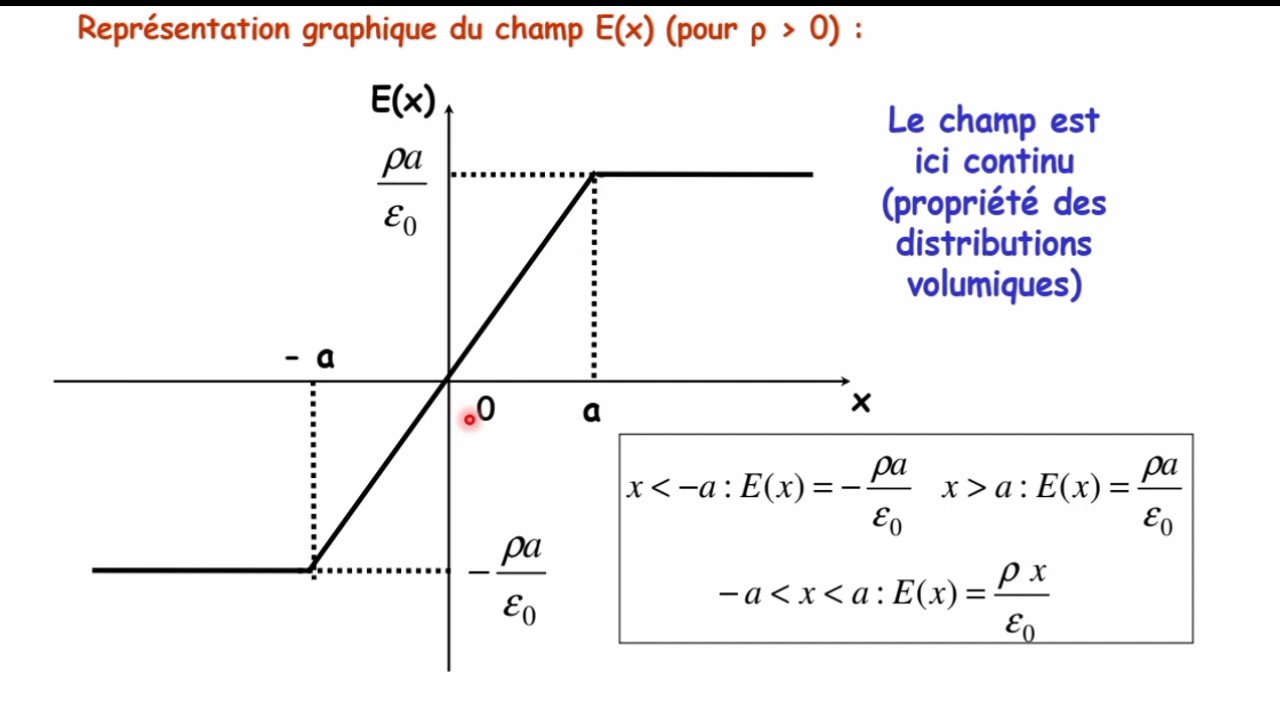 Représentation graphique du champ E(x) (pour ρ > 0) :
E(x)
ρa
ε0
Le champ est
ici continu
(propriété des
distributions
volumiques)
- a
0
a
x
x < -a : E(x) = - ρa/ε0   x > a : E(x) = ρa/ε0
- a < x < a : E(x) = ρ x/ε0
- ρa
ε0